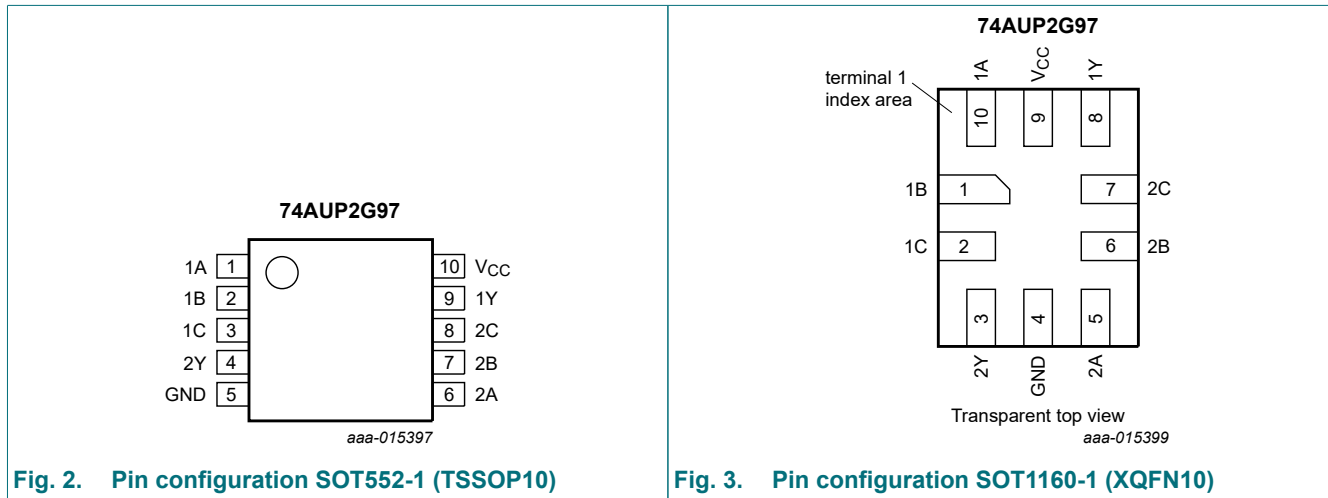 74AUP2G97
1A 1
1B 2
1C 3
2Y 4
GND 5
10 VCC
9 1Y
8 2C
7 2B
6 2A
aaa-015397
Fig. 2. Pin configuration SOT552-1 (TSSOP10)
74AUP2G97
terminal 1
index area
1A VCC 1Y
10 9 8
1B 1
7 2C
1C 2
6 2B
3 4 5
2Y GND 2A
Transparent top view
aaa-015399
Fig. 3. Pin configuration SOT1160-1 (XQFN10)